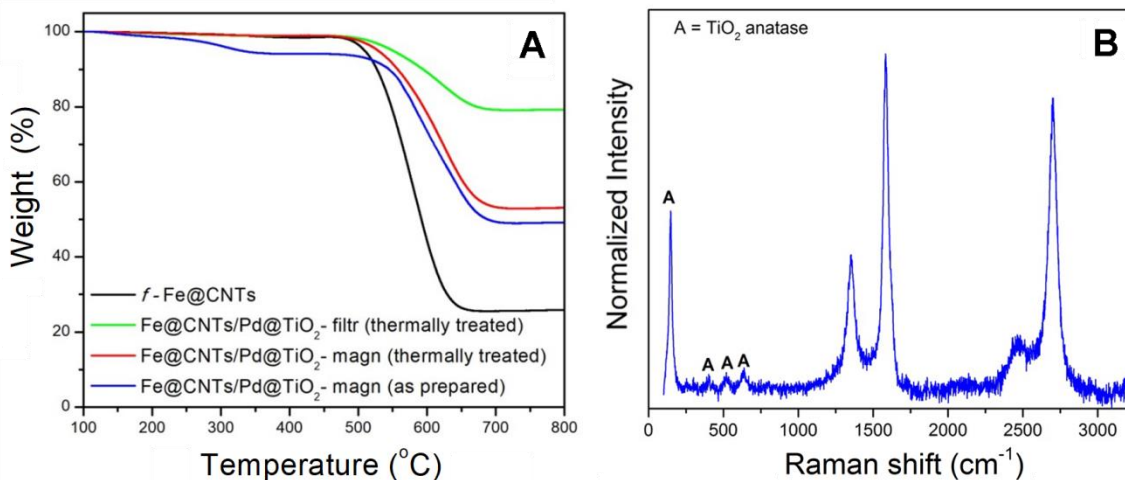 A
Weight (%)
100
80
60
40
20
0
f - Fe@CNTs
Fe@CNTs/Pd@TiO₂- filtr (thermally treated)
Fe@CNTs/Pd@TiO₂- magn (thermally treated)
Fe@CNTs/Pd@TiO₂- magn (as prepared)
100 200 300 400 500 600 700 800
Temperature (°C)
A = TiO₂ anatase
B
Normalized Intensity
A
A A A
0 500 1000 1500 2000 2500 3000
Raman shift (cm⁻¹)